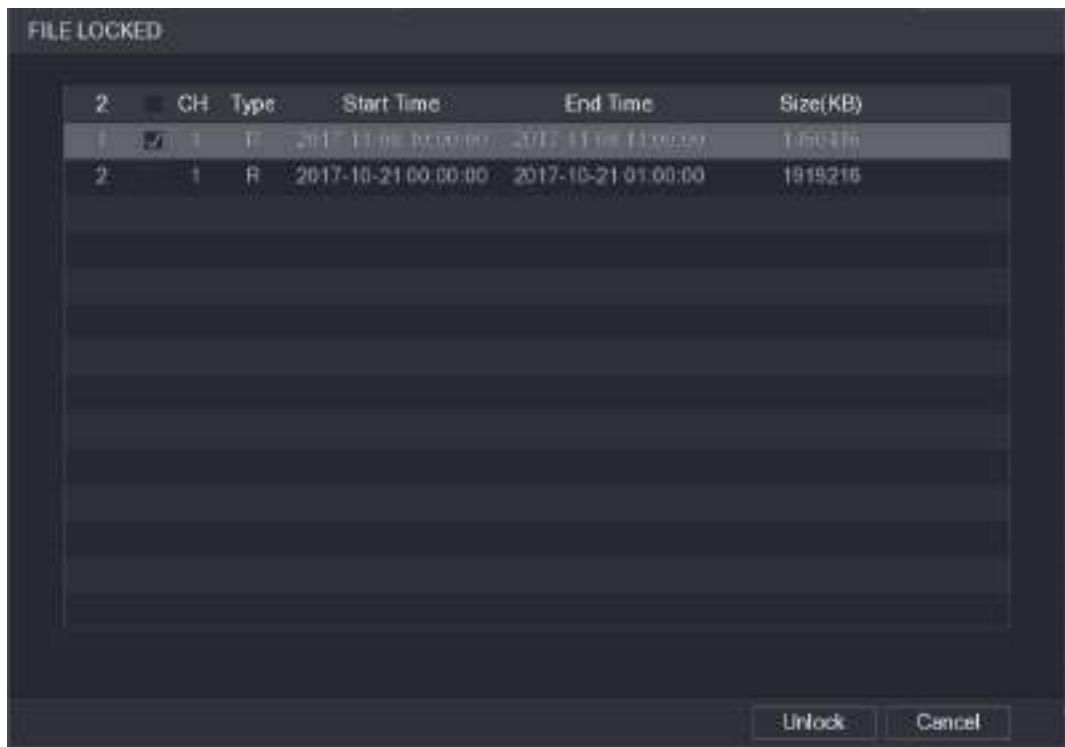 FILE LOCKED
2 CH Type Start Time End Time Size(KB)
1 1 R
2 1 R 2017-10-21 00:00:00 2017-10-21 01:00:00 1919216
Unlock Cancel